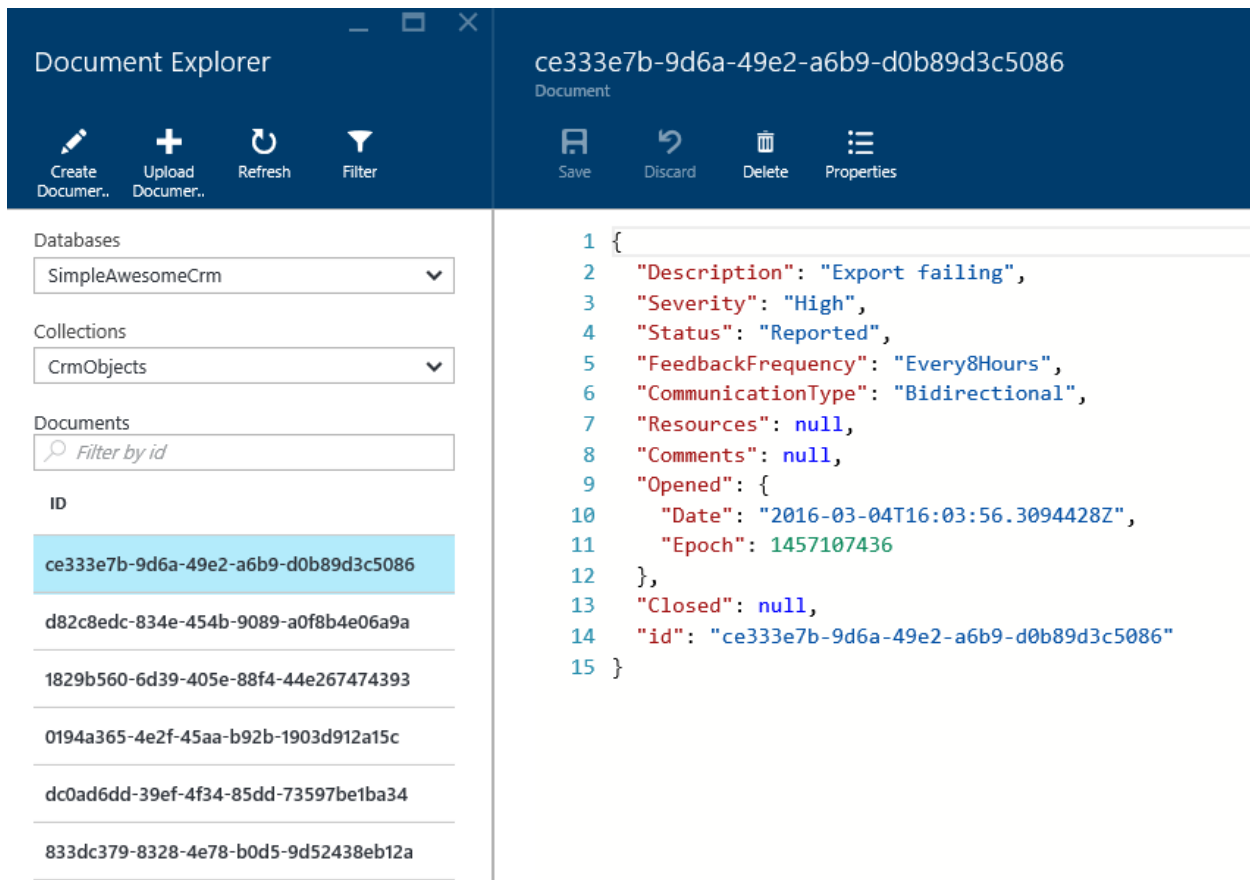 Document Explorer
Create Documer..
Upload Documer..
Refresh
Filter
Databases
SimpleAwesomeCrm
Collections
CrmObjects
Documents
Filter by id
ID
ce333e7b-9d6a-49e2-a6b9-d0b89d3c5086
d82c8edc-834e-454b-9089-a0f8b4e06a9a
1829b560-6d39-405e-88f4-44e267474393
0194a365-4e2f-45aa-b92b-1903d912a15c
dc0ad6dd-39ef-4f34-85dd-73597be1ba34
833dc379-8328-4e78-b0d5-9d52438eb12a
ce333e7b-9d6a-49e2-a6b9-d0b89d3c5086
Document
Save
Discard
Delete
Properties
1 {
2 "Description": "Export failing",
3 "Severity": "High",
4 "Status": "Reported",
5 "FeedbackFrequency": "Every8Hours",
6 "CommunicationType": "Bidirectional",
7 "Resources": null,
8 "Comments": null,
9 "Opened": {
10 "Date": "2016-03-04T16:03:56.3094428Z",
11 "Epoch": 1457107436
12 },
13 "Closed": null,
14 "id": "ce333e7b-9d6a-49e2-a6b9-d0b89d3c5086"
15 }